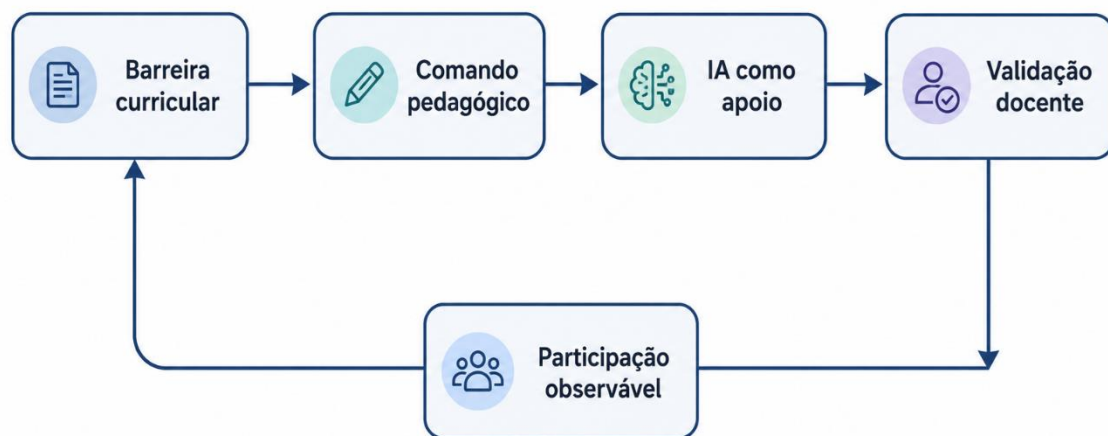 Barreira
curricular
Comando
pedagógico
IA como
apoio
Validação
docente
Participação
observável